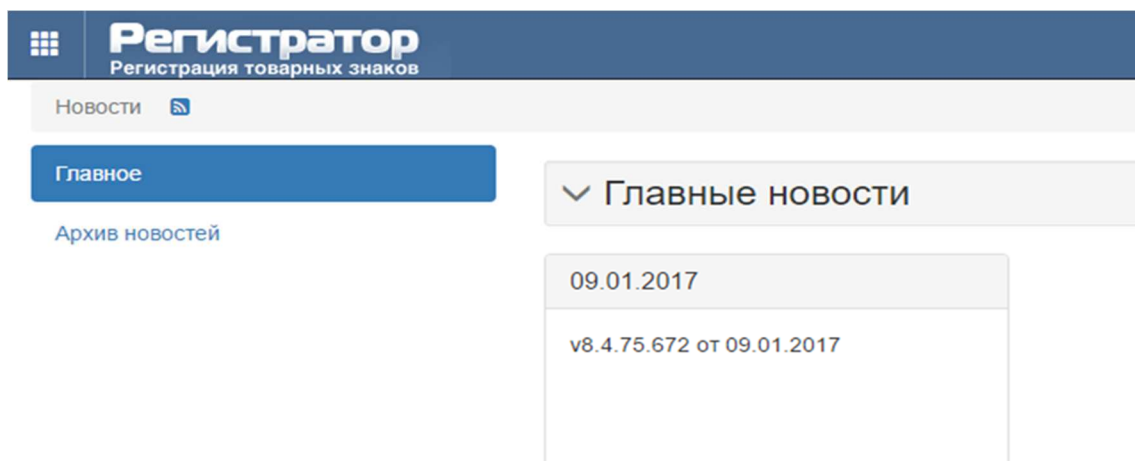 Регистратор
Регистрация товарных знаков
Новости
Главное
Архив новостей
Главные новости
09.01.2017
v8.4.75.672 от 09.01.2017